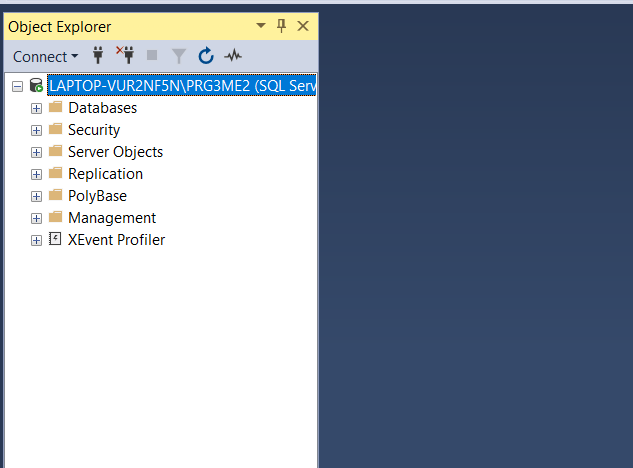 Object Explorer
Connect
LAPTOP-VUR2NF5N\PRG3ME2 (SQL Serv
Databases
Security
Server Objects
Replication
PolyBase
Management
XEvent Profiler